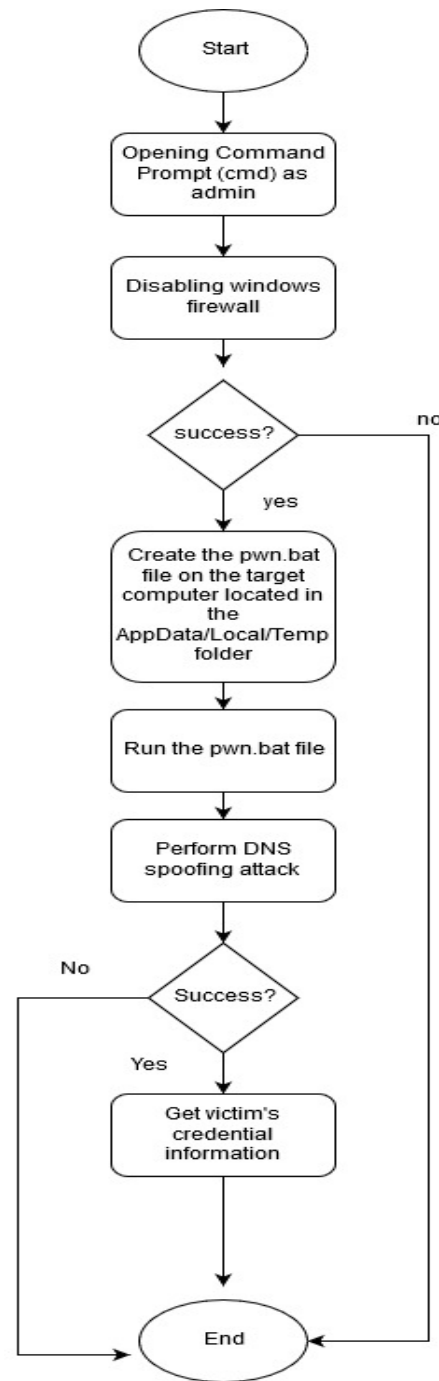 Start
Opening Command
Prompt (cmd) as
admin
Disabling windows
firewall
success?
no
yes
Create the pwn.bat
file on the target
computer located in
the
AppData/Local/Temp
folder
Run the pwn.bat file
Perform DNS
spoofing attack
No
Success?
Yes
Get victim's
credential
information
End